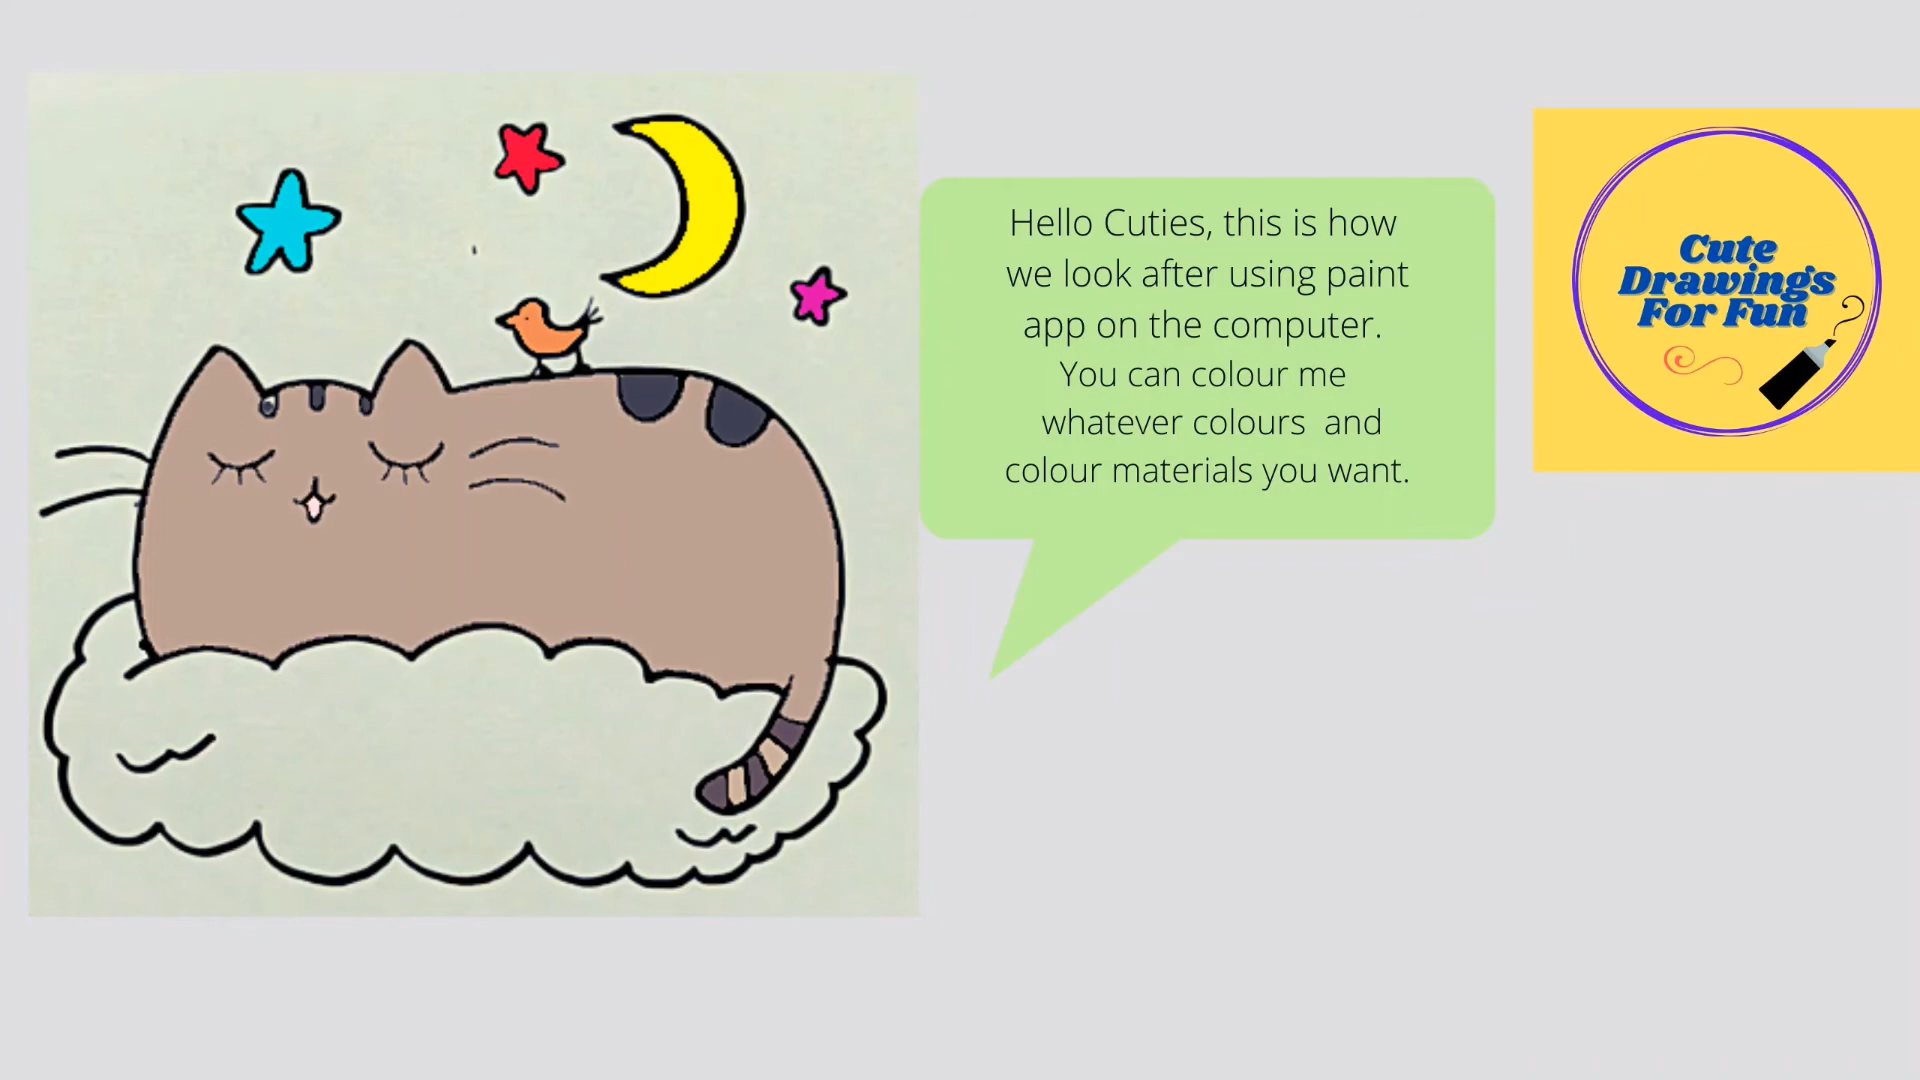 Hello Cuties, this is how
we look after using paint
app on the computer.
You can colour me
whatever colours  and
colour materials you want.
Cute
Drawings
For Fun